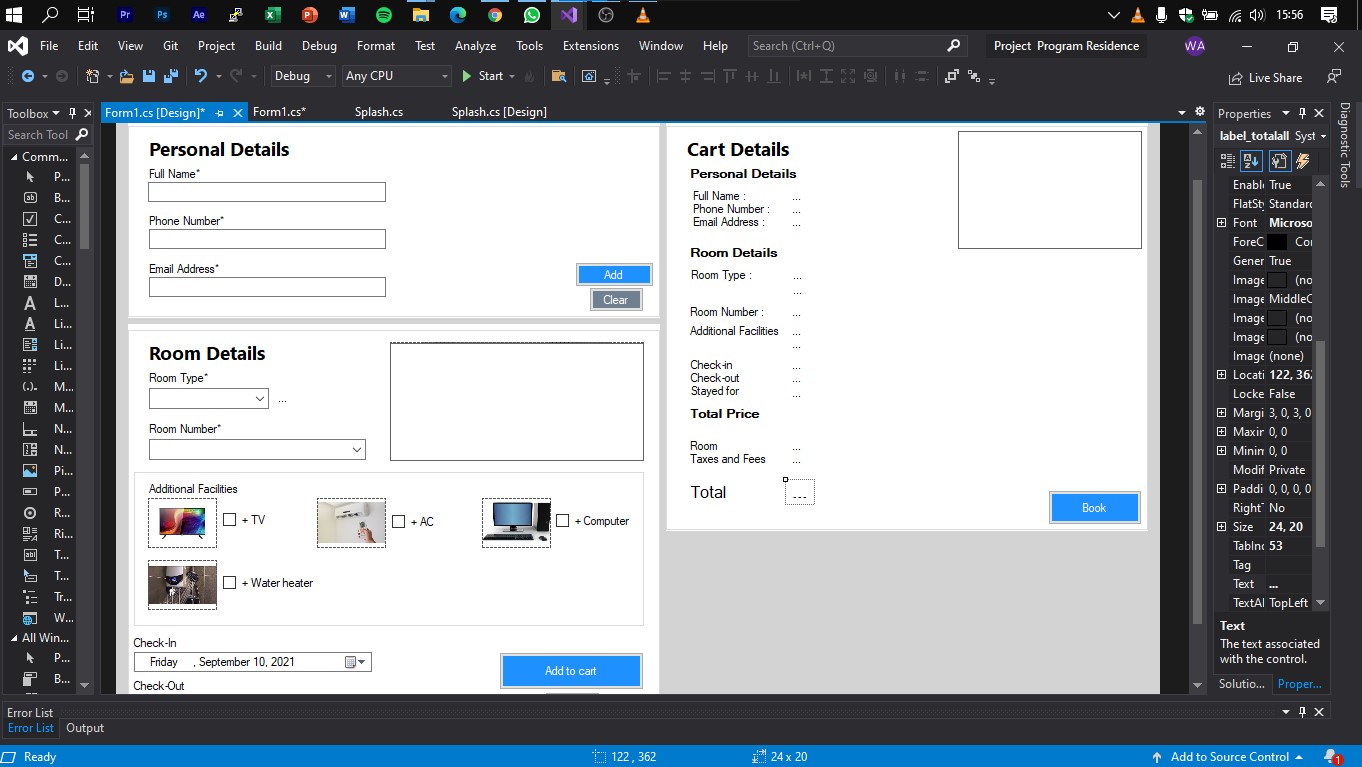 Pr Ps Ae 15:56
File Edit View Git Project Build Debug Format Test Analyze Tools Extensions Window Help Search (Ctrl+Q) Project Program Residence WA
Debug Any CPU Start Live Share
Toolbox Form1.cs [Design]* Form1.cs* Splash.cs Splash.cs [Design] Properties
Search Tool
label_totalall Syst
Diagnostic Tools
Comm...
P...
B...
C...
C...
C...
D...
L...
Li...
Li...
Li...
M...
M...
N...
N...
Pi...
P...
R...
Ri...
T...
T...
Tr...
W...
All Win...
P...
B...
Personal Details
Full Name*
Phone Number*
Email Address*
Add
Clear
Room Details
Room Type*
...
Room Number*
Additional Facilities
+ TV
+ AC
+ Computer
+ Water heater
Check-In
Friday , September 10, 2021
Add to cart
Check-Out
Cart Details
Personal Details
Full Name : ...
Phone Number : ...
Email Address : ...
Room Details
Room Type : ...
...
Room Number : ...
Additional Facilities ...
...
Check-in ...
Check-out ...
Stayed for ...
Total Price
Room ...
Taxes and Fees ...
Total ...
Book
Enabl True
FlatSty Standard
Font Microso
ForeC Cor
Gener True
Image (no
Image MiddleC
Image (no
Image (no
Image (none)
Locati 122, 362
Locke False
Margi 3, 0, 3, 0
Maxin 0, 0
Minin 0, 0
Modif Private
Paddi 0, 0, 0, 0
RightT No
Size 24, 20
TabInd 53
Tag
Text ...
TextAl TopLeft
Text
The text associated
with the control.
Solutio... Proper...
Error List
Error List Output
Ready 122 , 362 24 x 20 Add to Source Control 1